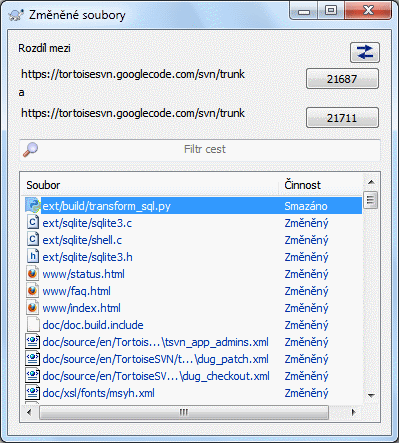 Změněné soubory
Rozdíl mezi
https://tortoisesvn.googlecode.com/svn/trunk
21687
a
https://tortoisesvn.googlecode.com/svn/trunk
21711
Filtr cest
Soubor Činnost
ext/build/transform_sql.py Smazáno
ext/sqlite/sqlite3.c Změněný
ext/sqlite/shell.c Změněný
ext/sqlite/sqlite3.h Změněný
www/status.html Změněný
www/faq.html Změněný
www/index.html Změněný
doc/doc.build.include Změněný
doc/source/en/Tortois...\tsvn_app_admins.xml Změněný
doc/source/en/TortoiseSVN/t...\dug_patch.xml Změněný
doc/source/en/TortoiseSV...\dug_checkout.xml Změněný
doc/xsl/fonts/msyh.xml Změněný